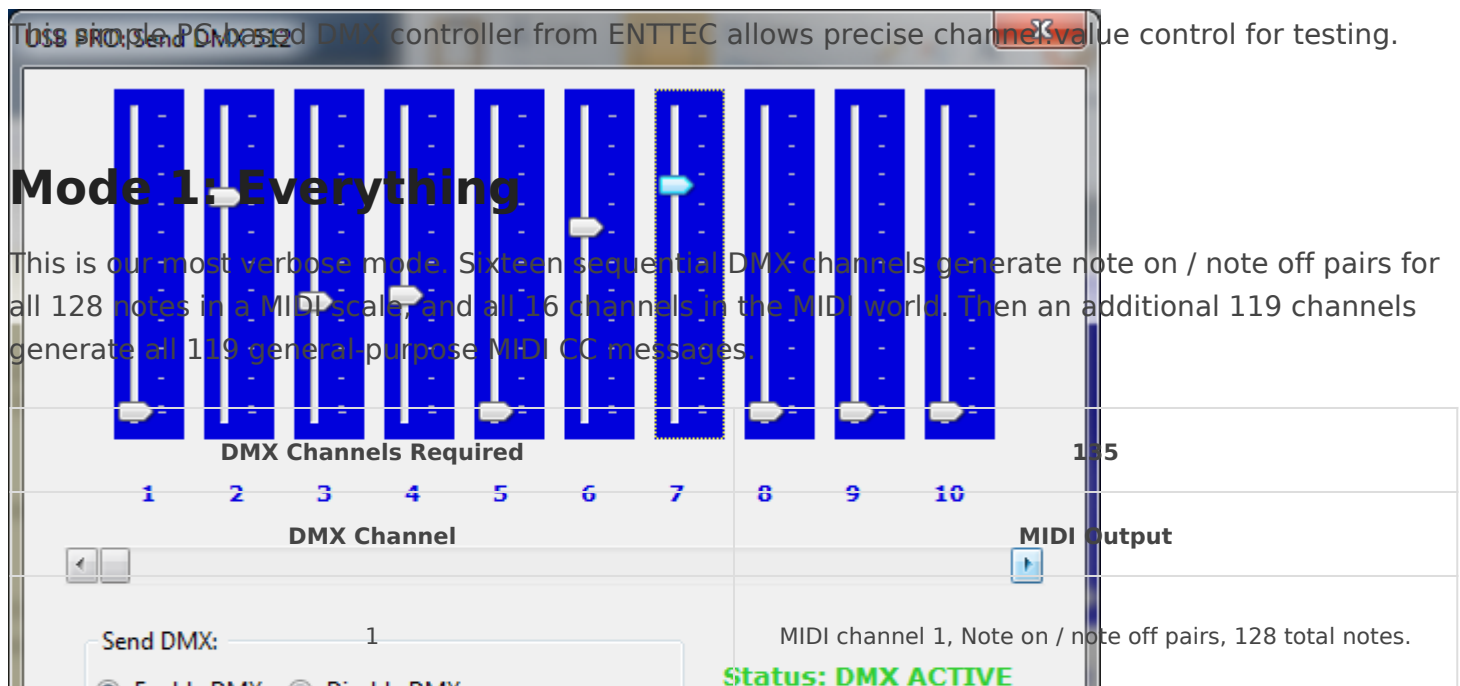 This simple PC-based DMX controller from ENTTEC allows precise channel:value control for testing.
USB PRO: Send DMX 512
Mode 1: Everything
This is our most verbose mode. Sixteen sequential DMX channels generate note on / note off pairs for
all 128 notes in a MIDI scale, and all 16 channels in the MIDI world. Then an additional 119 channels
generate all 119 general-purpose MIDI CC messages.
DMX Channels Required 135
1 2 3 4 5 6 7 8 9 10
DMX Channel MIDI Output
Send DMX:
1 MIDI channel 1, Note on / note off pairs, 128 total notes.
Status: DMX ACTIVE
Enable DMX Disable DMX